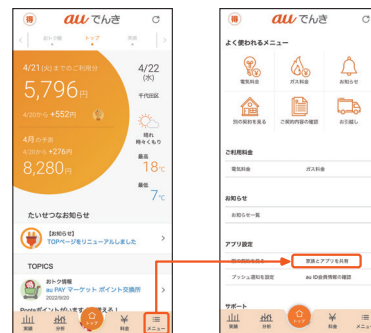 得
auでんき
おトク館
トップ
4/21(火)までのご利用分
5,796円
4/20から +552円
4月の予測
4/20から +276円
8,280円
4/22
(水)
千代田区
晴れ
時々くもり
最高
18℃
最低
7℃
たいせつなお知らせ
【お知らせ】
TOPページをリニューアルしました
TOPICS
おトク情報
au PAY マーケット ポイント交換所
2022/9/20
実績
分析
トップ
料金
メニュー
得
auでんき
よく使われるメニュー
電気料金
ガス料金
お知らせ
別の契約を見る
ご契約内容の確認
お引越し
ご利用料金
電気料金
ガス料金
お知らせ
お知らせ一覧
アプリ設定
家族とアプリを共有
プッシュ通知を設定
au ID会員情報の確認
サポート
実績
分析
トップ
料金
メニュー